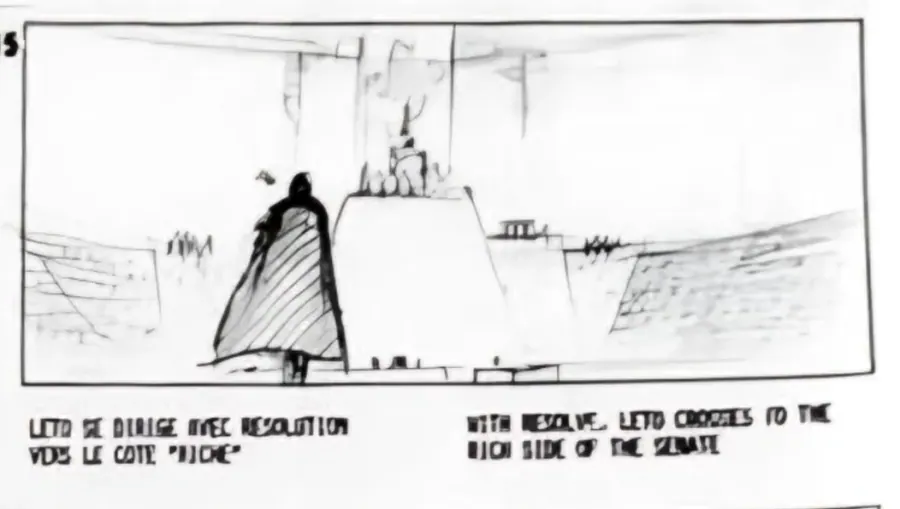 15
LETO SE DIRIGE AVEC RESOLUTION
VERS LE COTE "RICHE"
WITH RESOLVE, LETO CROSSES TO THE
RICH SIDE OF THE SENATE